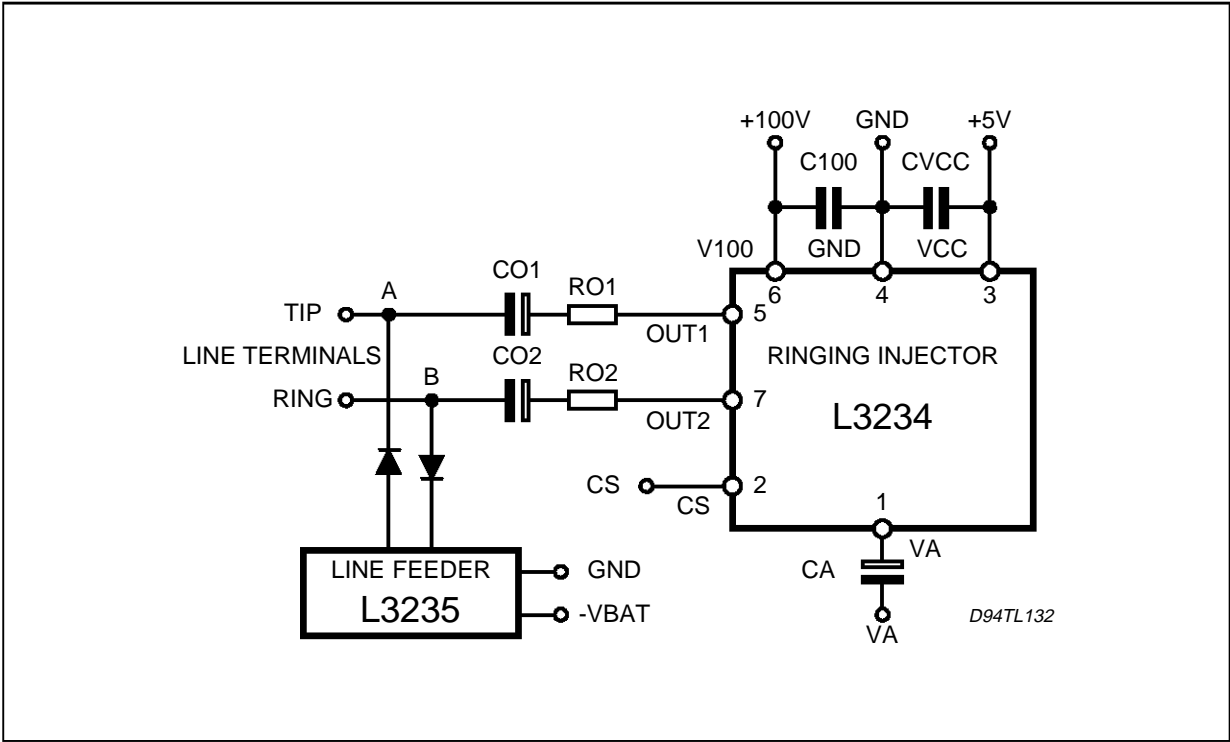 +100V GND +5V
C100 CVCC
V100 GND VCC
CO1 RO1 6 4 3
A
TIP 5
OUT1
LINE TERMINALS CO2 RINGING INJECTOR
B RO2
RING 7 L3234
OUT2
CS 2
CS
1
VA
LINE FEEDER GND CA
L3235 -VBAT
D94TL132
VA